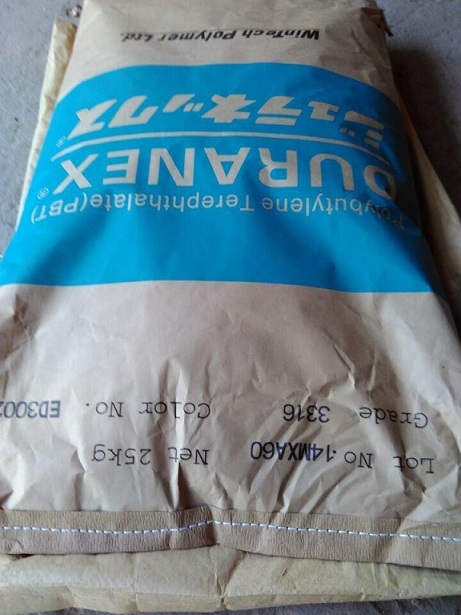 Lot No. 14MXA60 Net 25kg
Grade 3316 Color No. ED3002
Polybutylene Terephthalate(PBT)
DURANEX®
ジュラネックス®
WinTech Polymer Ltd.